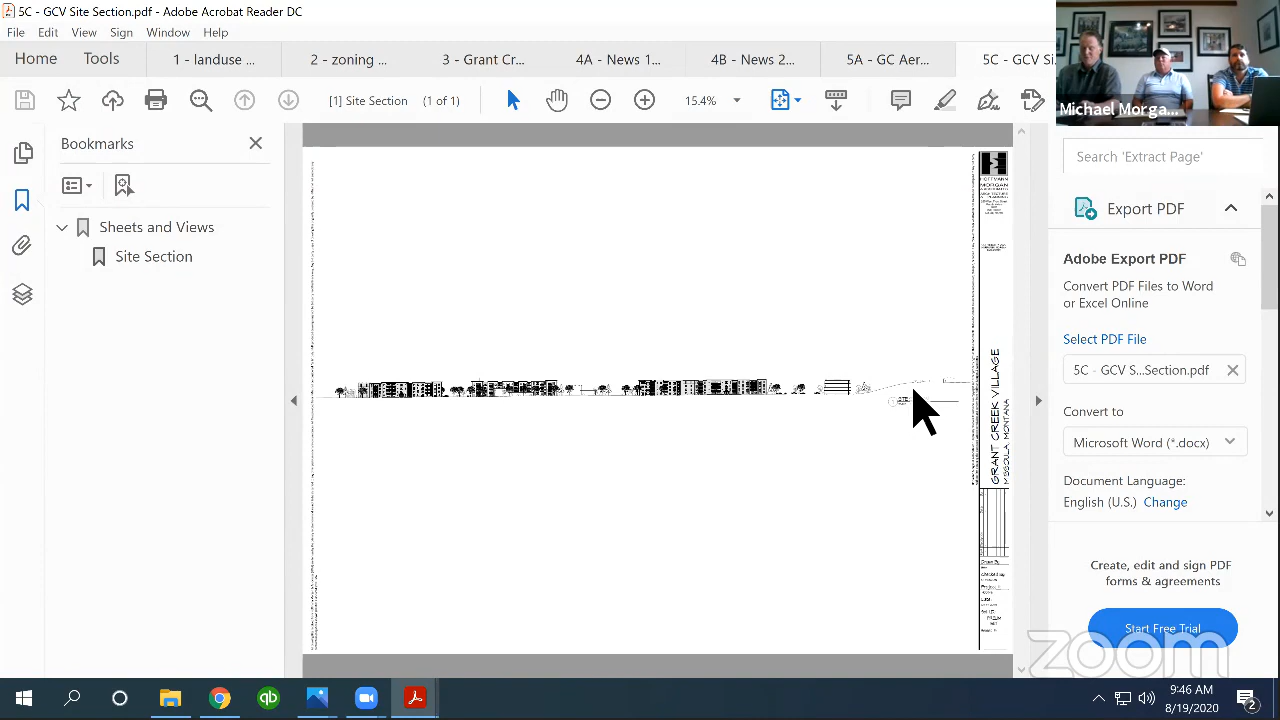 5C - GCV Site Section.pdf - Adobe Acrobat Reader DC
File Edit View Sign Window Help
Home Tools 1 - landuse ... 2 - zoning .... 3 - Grant Cr... 4A - News 1... 4B - News 2... 5A - GC Aer... 5C - GCV Si...
[1] Site Section (1 of 1) 15.4%
Michael Morga...
Bookmarks
Sheets and Views
Site Section
HOFFMANN
MORGAN
GRANT CREEK VILLAGE
MISSOULA, MONTANA
Search 'Extract Page'
Export PDF
Adobe Export PDF
Convert PDF Files to Word
or Excel Online
Select PDF File
5C - GCV S...Section.pdf
Convert to
Microsoft Word (*.docx)
Document Language:
English (U.S.) Change
Create, edit and sign PDF
forms & agreements
Start Free Trial
zoom
9:46 AM
8/19/2020
2